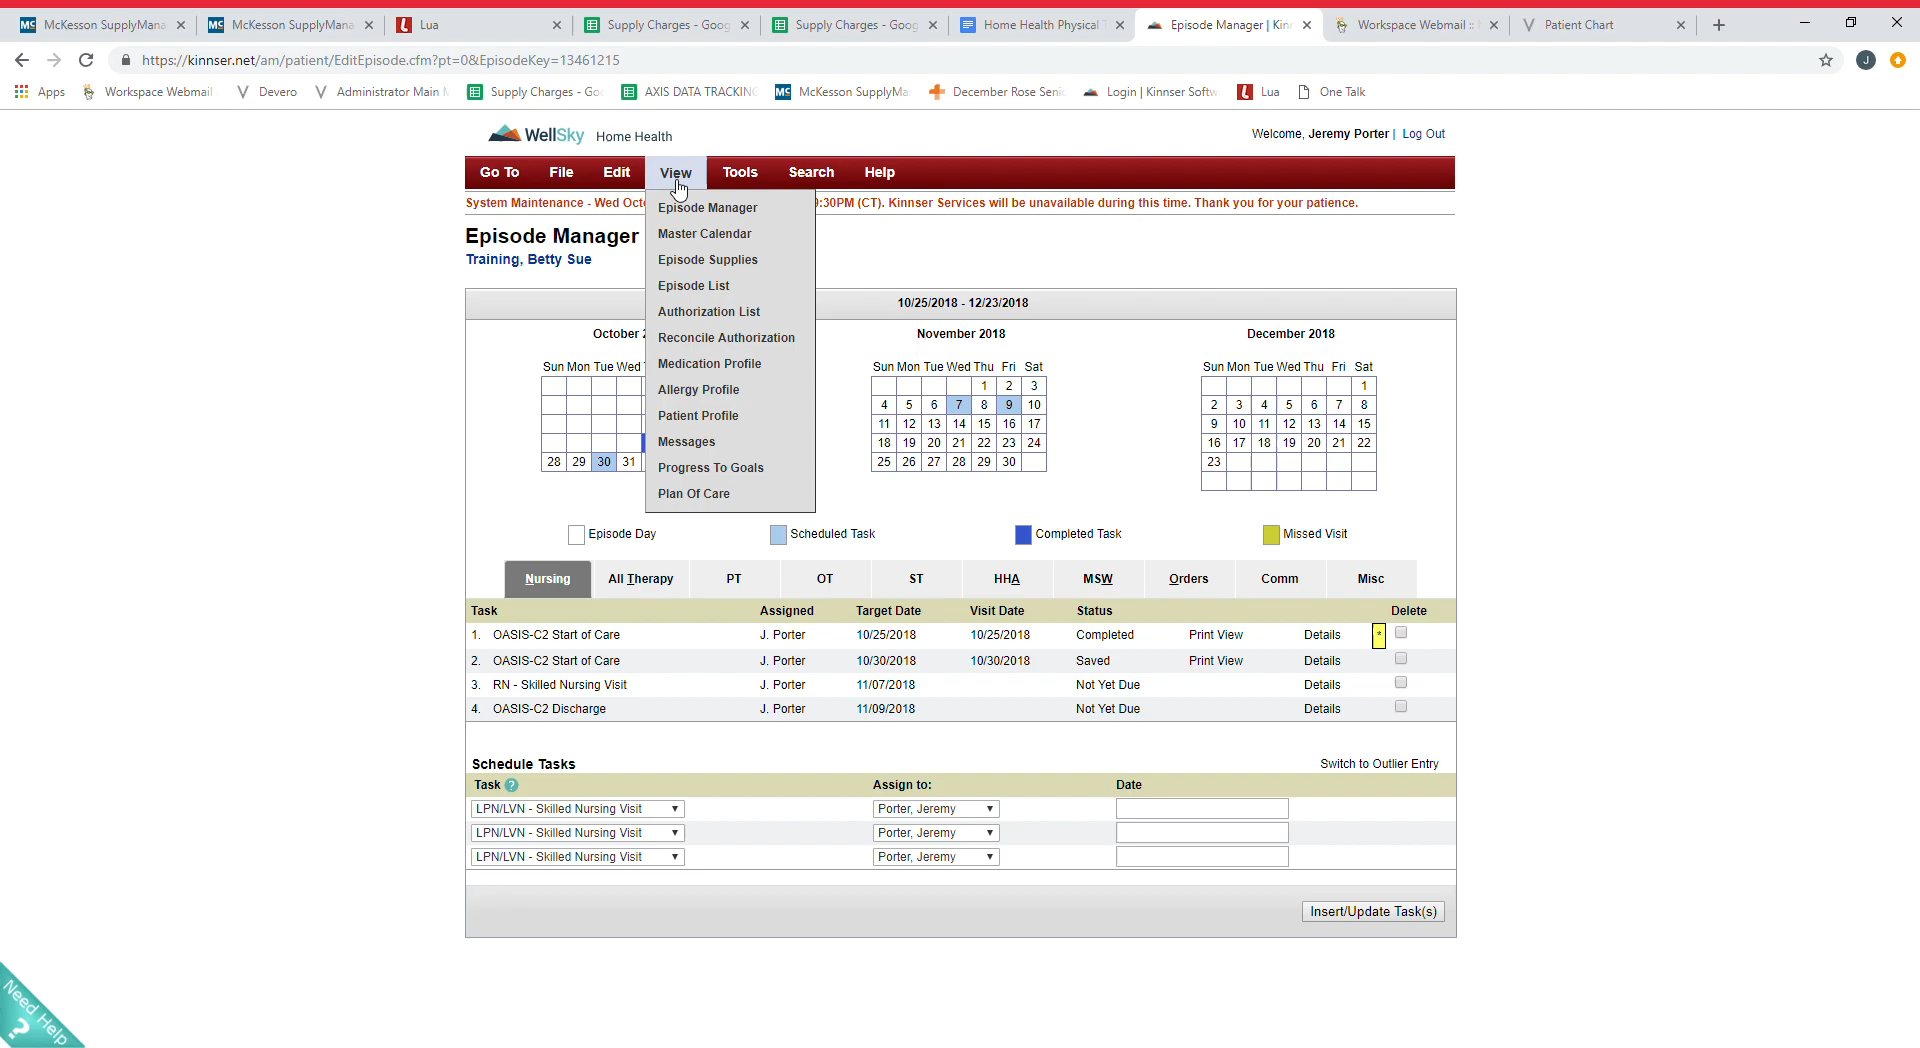 McKesson SupplyMana
McKesson SupplyMana
Lua
Supply Charges - Goog
Supply Charges - Goog
Home Health Physical T
Episode Manager | Kinn
Workspace Webmail ::
Patient Chart
https://kinnser.net/am/patient/EditEpisode.cfm?pt=0&EpisodeKey=13461215
J
Apps
Workspace Webmail
Devero
Administrator Main M
Supply Charges - Goo
AXIS DATA TRACKING
McKesson SupplyMa
December Rose Seni
Login | Kinnser Softw
Lua
One Talk
WellSky Home Health
Welcome, Jeremy Porter | Log Out
Go To File Edit View Tools Search Help
System Maintenance - Wed Octo
9:30PM (CT). Kinnser Services will be unavailable during this time. Thank you for your patience.
Episode Manager
Training, Betty Sue
Episode Manager
Master Calendar
Episode Supplies
Episode List
Authorization List
Reconcile Authorization
Medication Profile
Allergy Profile
Patient Profile
Messages
Progress To Goals
Plan Of Care
10/25/2018 - 12/23/2018
October 2
Sun Mon Tue Wed T
28 29 30 31
November 2018
Sun Mon Tue Wed Thu Fri Sat
1 2 3
4 5 6 7 8 9 10
11 12 13 14 15 16 17
18 19 20 21 22 23 24
25 26 27 28 29 30
December 2018
Sun Mon Tue Wed Thu Fri Sat
1
2 3 4 5 6 7 8
9 10 11 12 13 14 15
16 17 18 19 20 21 22
23
Episode Day Scheduled Task Completed Task Missed Visit
Nursing All Therapy PT OT ST HHA MSW Orders Comm Misc
Task Assigned Target Date Visit Date Status Delete
1. OASIS-C2 Start of Care J. Porter 10/25/2018 10/25/2018 Completed Print View Details *
2. OASIS-C2 Start of Care J. Porter 10/30/2018 10/30/2018 Saved Print View Details
3. RN - Skilled Nursing Visit J. Porter 11/07/2018 Not Yet Due Details
4. OASIS-C2 Discharge J. Porter 11/09/2018 Not Yet Due Details
Schedule Tasks Switch to Outlier Entry
Task ? Assign to: Date
LPN/LVN - Skilled Nursing Visit Porter, Jeremy
LPN/LVN - Skilled Nursing Visit Porter, Jeremy
LPN/LVN - Skilled Nursing Visit Porter, Jeremy
Insert/Update Task(s)
Need Help
?